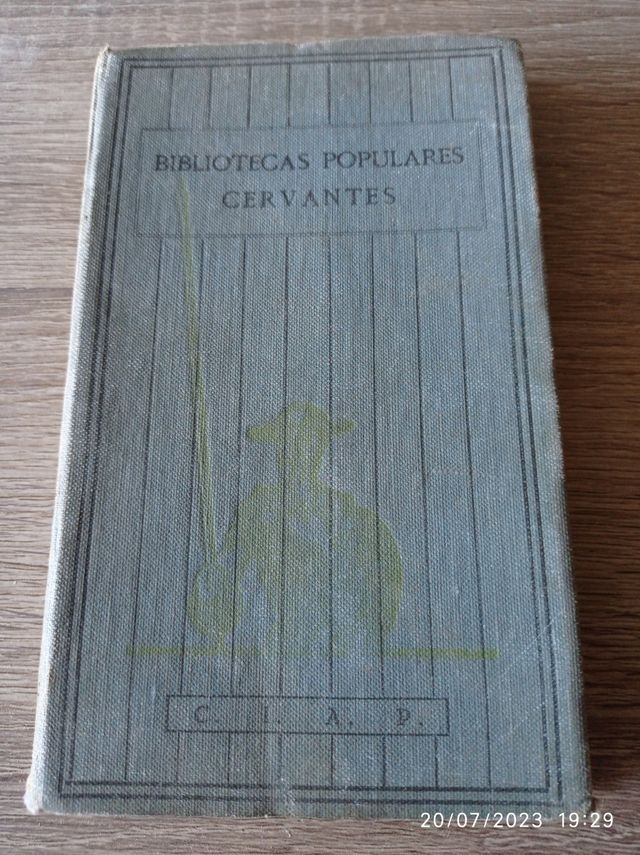 BIBLIOTECAS POPULARES
CERVANTES
C. I. A. P.
20/07/2023 19:29